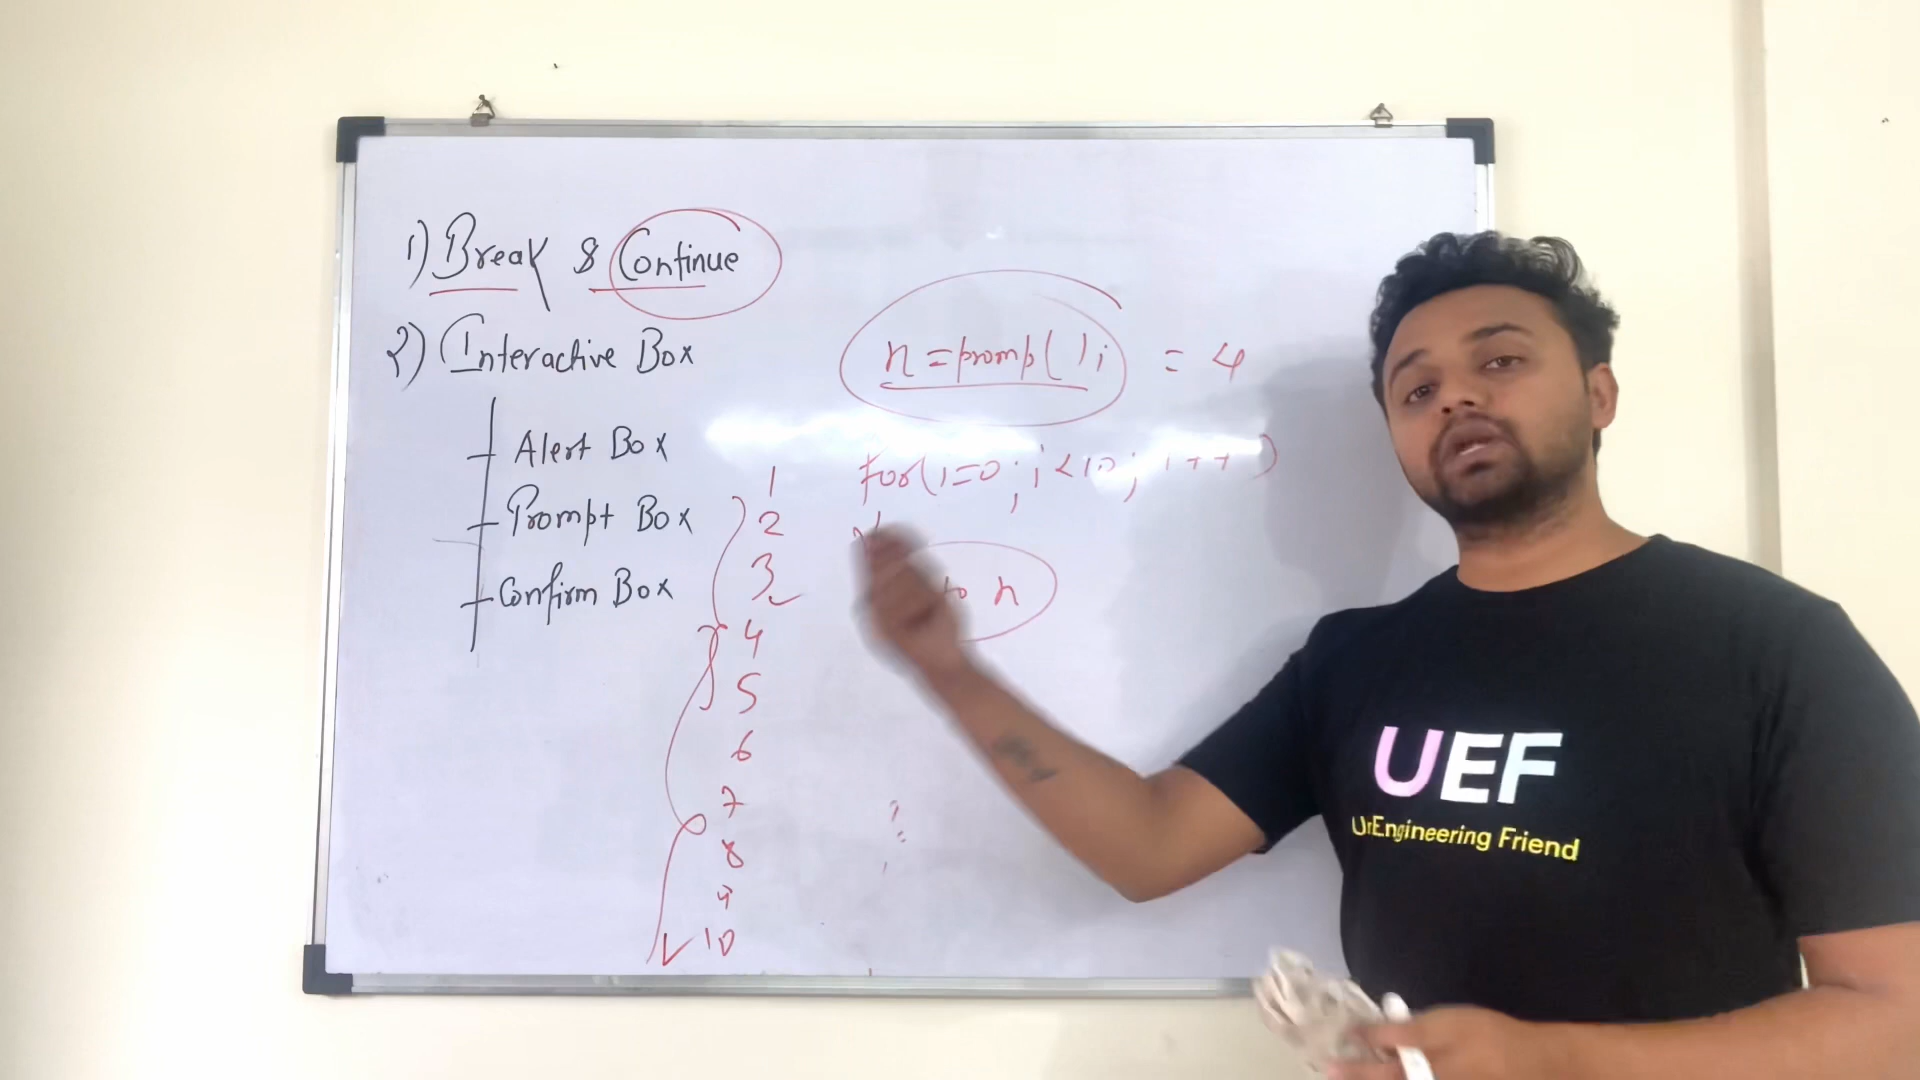 1) Break & Continue
2) Interactive Box
Alert Box
Prompt Box
Confirm Box
n = promp( ); = 4
for(i=0; i<10; i++)
n
1
2
3
4
5
6
7
8
9
10
UEF
UrEngineering Friend